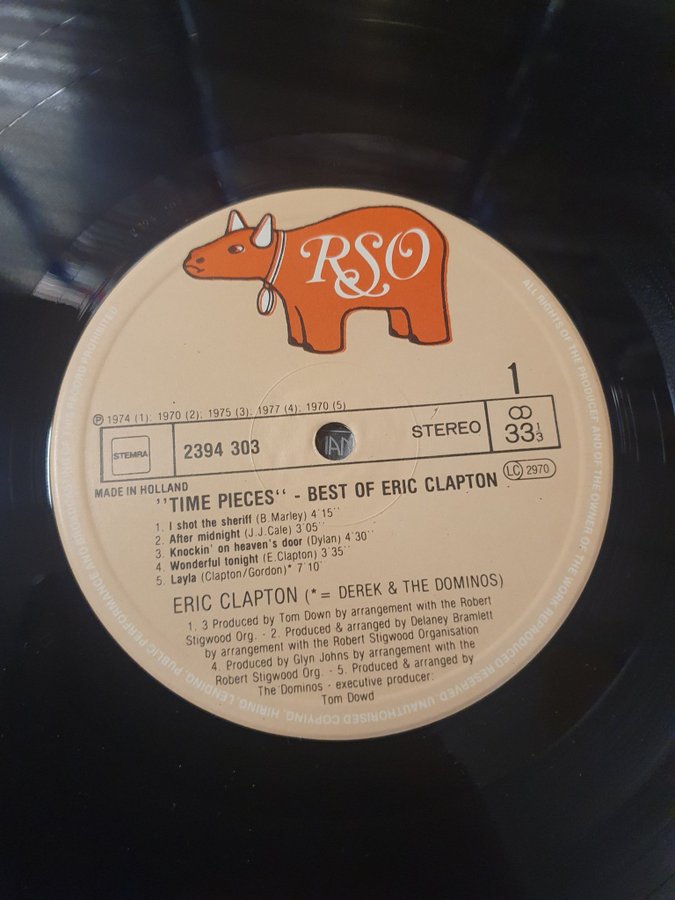 RSO
1
℗ 1974 (1); 1970 (2); 1975 (3); 1977 (4); 1970 (5)
STEMRA
2394 303
STEREO
33⅓
MADE IN HOLLAND
LC 2970
''TIME PIECES'' - BEST OF ERIC CLAPTON
1. I shot the sheriff (B.Marley) 4'15''
2. After midnight (J.J.Cale) 3'05''
3. Knockin' on heaven's door (Dylan) 4'30''
4. Wonderful tonight (E.Clapton) 3'35''
5. Layla (Clapton/Gordon)* 7'10''
ERIC CLAPTON (* = DEREK & THE DOMINOS)
1. 3 Produced by Tom Down by arrangement with the Robert
Stigwood Org. · 2. Produced & arranged by Delaney Bramlett
by arrangement with the Robert Stigwood Organisation
4. Produced by Glyn Johns by arrangement with the
Robert Stigwood Org. · 5. Produced & arranged by
The Dominos · executive producer:
Tom Dowd
ALL RIGHTS OF THE PRODUCER AND OF THE OWNER OF THE WORK REPRODUCED RESERVED. UNAUTHORISED COPYING, HIRING, LENDING, PUBLIC PERFORMANCE AND PROHIBITED